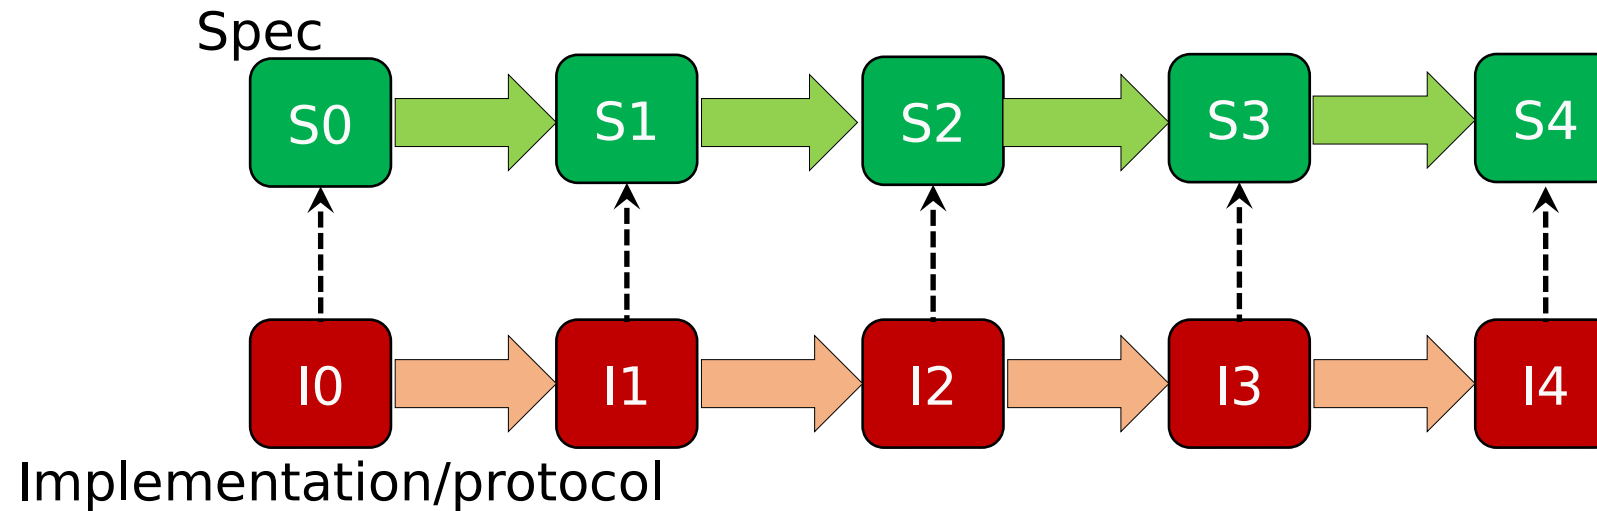 Spec
S0 S1 S2 S3 S4
I0 I1 I2 I3 I4
Implementation/protocol